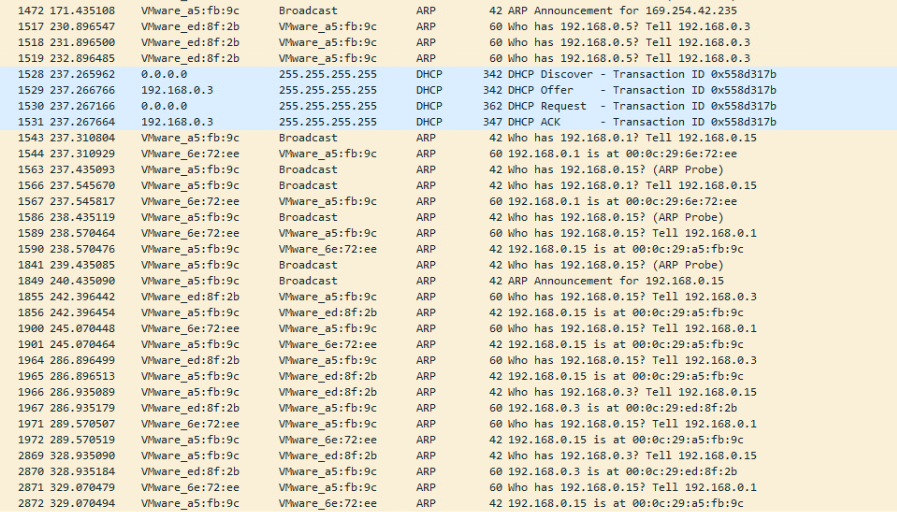 1472 171.435108 VMware_a5:fb:9c Broadcast ARP 42 ARP Announcement for 169.254.42.235
1517 230.896547 VMware_ed:8f:2b VMware_a5:fb:9c ARP 60 Who has 192.168.0.5? Tell 192.168.0.3
1518 231.896500 VMware_ed:8f:2b VMware_a5:fb:9c ARP 60 Who has 192.168.0.5? Tell 192.168.0.3
1519 232.896485 VMware_ed:8f:2b VMware_a5:fb:9c ARP 60 Who has 192.168.0.5? Tell 192.168.0.3
1528 237.265962 0.0.0.0 255.255.255.255 DHCP 342 DHCP Discover - Transaction ID 0x558d317b
1529 237.266766 192.168.0.3 255.255.255.255 DHCP 342 DHCP Offer - Transaction ID 0x558d317b
1530 237.267166 0.0.0.0 255.255.255.255 DHCP 362 DHCP Request - Transaction ID 0x558d317b
1531 237.267664 192.168.0.3 255.255.255.255 DHCP 347 DHCP ACK - Transaction ID 0x558d317b
1543 237.310804 VMware_a5:fb:9c Broadcast ARP 42 Who has 192.168.0.1? Tell 192.168.0.15
1544 237.310929 VMware_6e:72:ee VMware_a5:fb:9c ARP 60 192.168.0.1 is at 00:0c:29:6e:72:ee
1563 237.435093 VMware_a5:fb:9c Broadcast ARP 42 Who has 192.168.0.15? (ARP Probe)
1566 237.545670 VMware_a5:fb:9c Broadcast ARP 42 Who has 192.168.0.1? Tell 192.168.0.15
1567 237.545817 VMware_6e:72:ee VMware_a5:fb:9c ARP 60 192.168.0.1 is at 00:0c:29:6e:72:ee
1586 238.435119 VMware_a5:fb:9c Broadcast ARP 42 Who has 192.168.0.15? (ARP Probe)
1589 238.570464 VMware_6e:72:ee VMware_a5:fb:9c ARP 60 Who has 192.168.0.15? Tell 192.168.0.1
1590 238.570476 VMware_a5:fb:9c VMware_6e:72:ee ARP 42 192.168.0.15 is at 00:0c:29:a5:fb:9c
1841 239.435085 VMware_a5:fb:9c Broadcast ARP 42 Who has 192.168.0.15? (ARP Probe)
1849 240.435090 VMware_a5:fb:9c Broadcast ARP 42 ARP Announcement for 192.168.0.15
1855 242.396442 VMware_ed:8f:2b VMware_a5:fb:9c ARP 60 Who has 192.168.0.15? Tell 192.168.0.3
1856 242.396454 VMware_a5:fb:9c VMware_ed:8f:2b ARP 42 192.168.0.15 is at 00:0c:29:a5:fb:9c
1900 245.070448 VMware_6e:72:ee VMware_a5:fb:9c ARP 60 Who has 192.168.0.15? Tell 192.168.0.1
1901 245.070464 VMware_a5:fb:9c VMware_6e:72:ee ARP 42 192.168.0.15 is at 00:0c:29:a5:fb:9c
1964 286.896499 VMware_ed:8f:2b VMware_a5:fb:9c ARP 60 Who has 192.168.0.15? Tell 192.168.0.3
1965 286.896513 VMware_a5:fb:9c VMware_ed:8f:2b ARP 42 192.168.0.15 is at 00:0c:29:a5:fb:9c
1966 286.935089 VMware_a5:fb:9c VMware_ed:8f:2b ARP 42 Who has 192.168.0.3? Tell 192.168.0.15
1967 286.935179 VMware_ed:8f:2b VMware_a5:fb:9c ARP 60 192.168.0.3 is at 00:0c:29:ed:8f:2b
1971 289.570507 VMware_6e:72:ee VMware_a5:fb:9c ARP 60 Who has 192.168.0.15? Tell 192.168.0.1
1972 289.570519 VMware_a5:fb:9c VMware_6e:72:ee ARP 42 192.168.0.15 is at 00:0c:29:a5:fb:9c
2869 328.935090 VMware_a5:fb:9c VMware_ed:8f:2b ARP 42 Who has 192.168.0.3? Tell 192.168.0.15
2870 328.935184 VMware_ed:8f:2b VMware_a5:fb:9c ARP 60 192.168.0.3 is at 00:0c:29:ed:8f:2b
2871 329.070479 VMware_6e:72:ee VMware_a5:fb:9c ARP 60 Who has 192.168.0.15? Tell 192.168.0.1
2872 329.070494 VMware_a5:fb:9c VMware_6e:72:ee ARP 42 192.168.0.15 is at 00:0c:29:a5:fb:9c